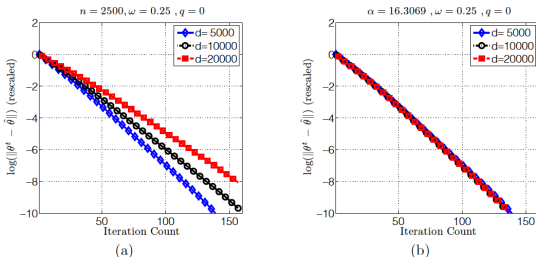 n = 2500, ω = 0.25 , q = 0
α = 16.3069 , ω = 0.25 , q = 0
2
0
−2
−4
−6
−8
−10
50
100
150
log(‖θ^t − θ̂‖) (rescaled)
Iteration Count
d= 5000
d=10000
d=20000
(a)
2
0
−2
−4
−6
−8
−10
50
100
150
log(‖θ^t − θ̂‖) (rescaled)
Iteration Count
d= 5000
d=10000
d=20000
(b)